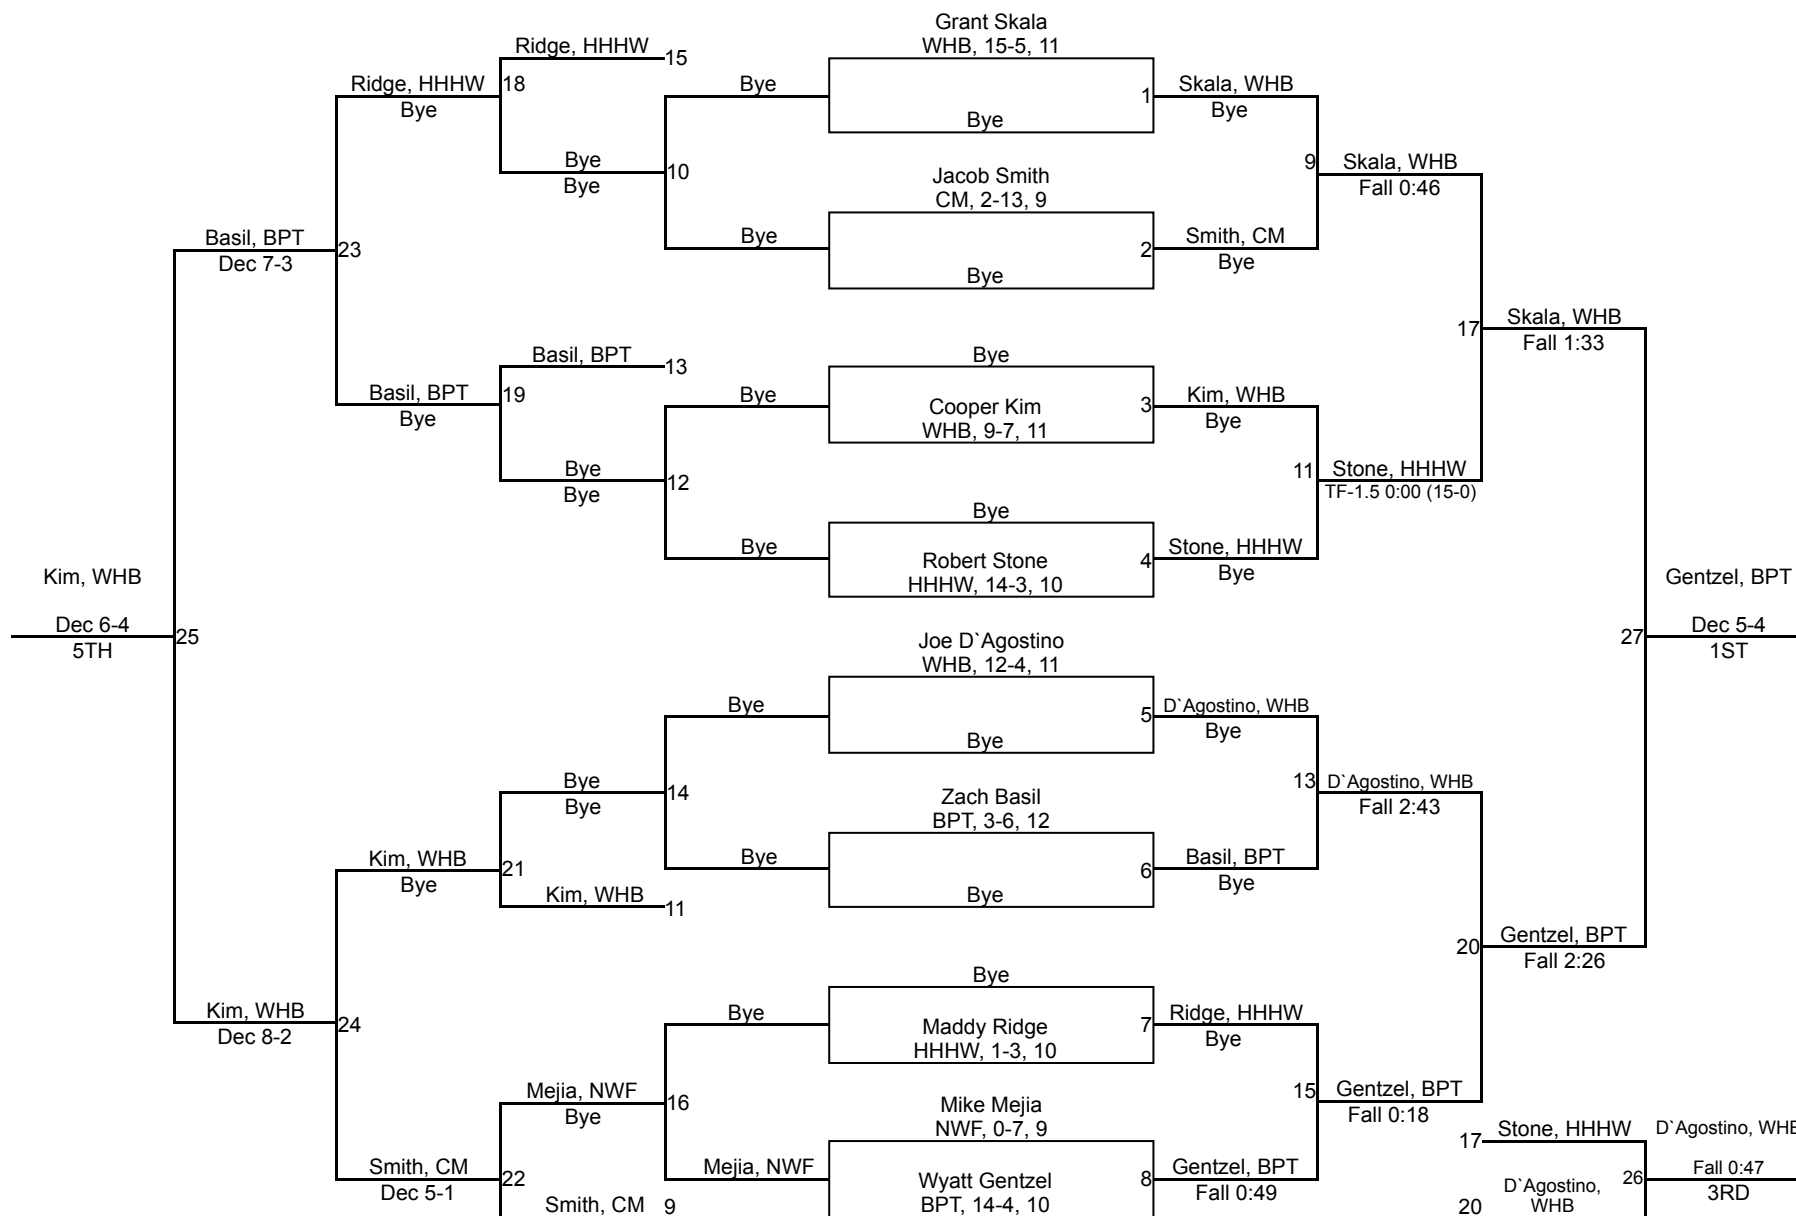 Grant Skala
WHB, 15-5, 11
Ridge, HHHW
15
Ridge, HHHW
18
Bye
Bye
1
Skala, WHB
Bye
Bye
Bye
Bye
10
Bye
9
Skala, WHB
Fall 0:46
Jacob Smith
CM, 2-13, 9
Basil, BPT
Dec 7-3
23
Bye
2
Smith, CM
Bye
Bye
17
Skala, WHB
Fall 1:33
Basil, BPT
13
Bye
Basil, BPT
19
Bye
Bye
Cooper Kim
WHB, 9-7, 11
3
Kim, WHB
Bye
Bye
Bye
12
11
Stone, HHHW
TF-1.5 0:00 (15-0)
Bye
Bye
Robert Stone
HHHW, 14-3, 10
4
Stone, HHHW
Bye
Kim, WHB
Dec 6-4
5TH
25
Gentzel, BPT
27
Dec 5-4
1ST
Joe D`Agostino
WHB, 12-4, 11
Bye
5
D`Agostino, WHB
Bye
Bye
Bye
Bye
14
13
D`Agostino, WHB
Fall 2:43
Zach Basil
BPT, 3-6, 12
Kim, WHB
Bye
21
Bye
6
Basil, BPT
Bye
Kim, WHB
11
Bye
20
Gentzel, BPT
Fall 2:26
Bye
Kim, WHB
Dec 8-2
24
Bye
Maddy Ridge
HHHW, 1-3, 10
7
Ridge, HHHW
Bye
Mejia, NWF
Bye
16
15
Gentzel, BPT
Fall 0:18
Mike Mejia
NWF, 0-7, 9
Smith, CM
Dec 5-1
22
Mejia, NWF
Wyatt Gentzel
BPT, 14-4, 10
8
Gentzel, BPT
Fall 0:49
Smith, CM
9
17
Stone, HHHW
D`Agostino, WHB
26
Fall 0:47
3RD
20
D`Agostino,
WHB